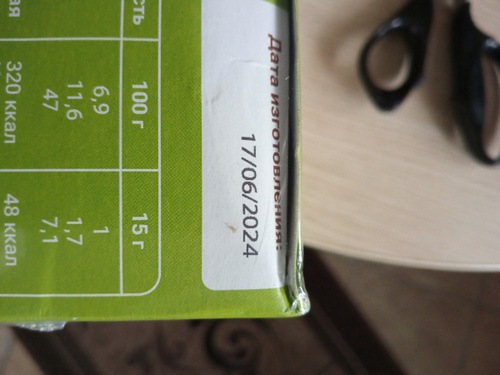 Дата изготовления:
17/06/2024
100 г 15 г
6,9 1
11,6 1,7
47 7,1
320 ккал 48 ккал